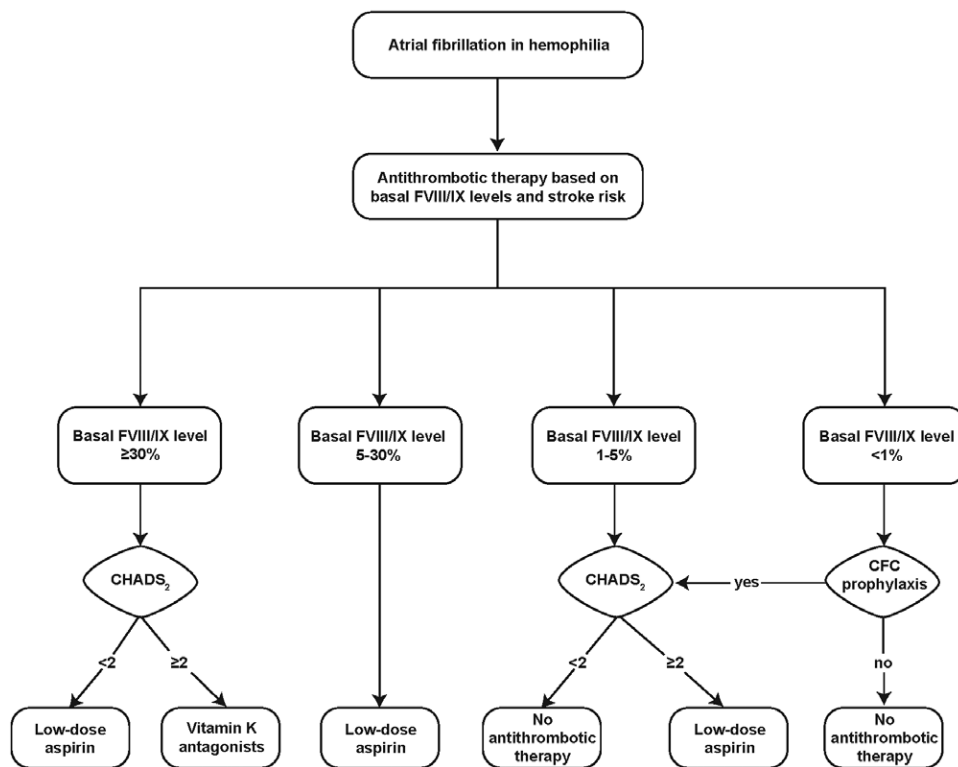 Atrial fibrillation in hemophilia
Antithrombotic therapy based on
basal FVIII/IX levels and stroke risk
Basal FVIII/IX level
≥30%
Basal FVIII/IX level
5-30%
Basal FVIII/IX level
1-5%
Basal FVIII/IX level
<1%
CHADS₂
CHADS₂
yes
CFC
prophylaxis
<2
≥2
<2
≥2
no
Low-dose
aspirin
Vitamin K
antagonists
Low-dose
aspirin
No
antithrombotic
therapy
Low-dose
aspirin
No
antithrombotic
therapy